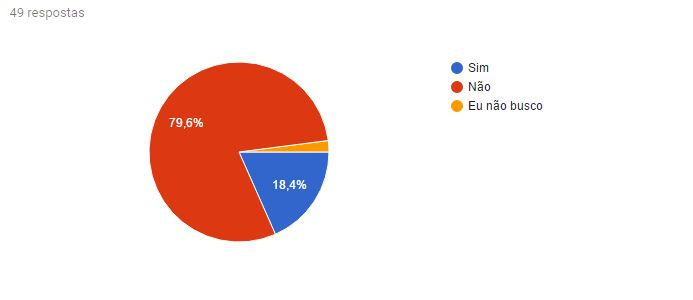 49 respostas
Sim
Não
Eu não busco
79,6%
18,4%